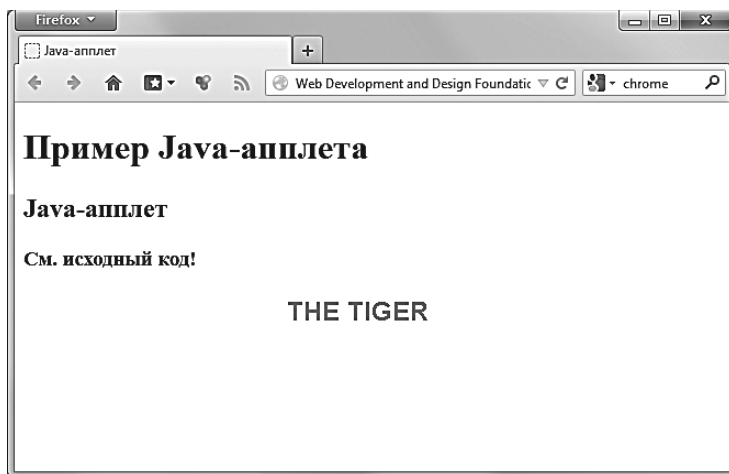 Firefox
Java-апплет
Web Development and Design Foundatic
chrome
Пример Java-апплета
Java-апплет
См. исходный код!
THE TIGER